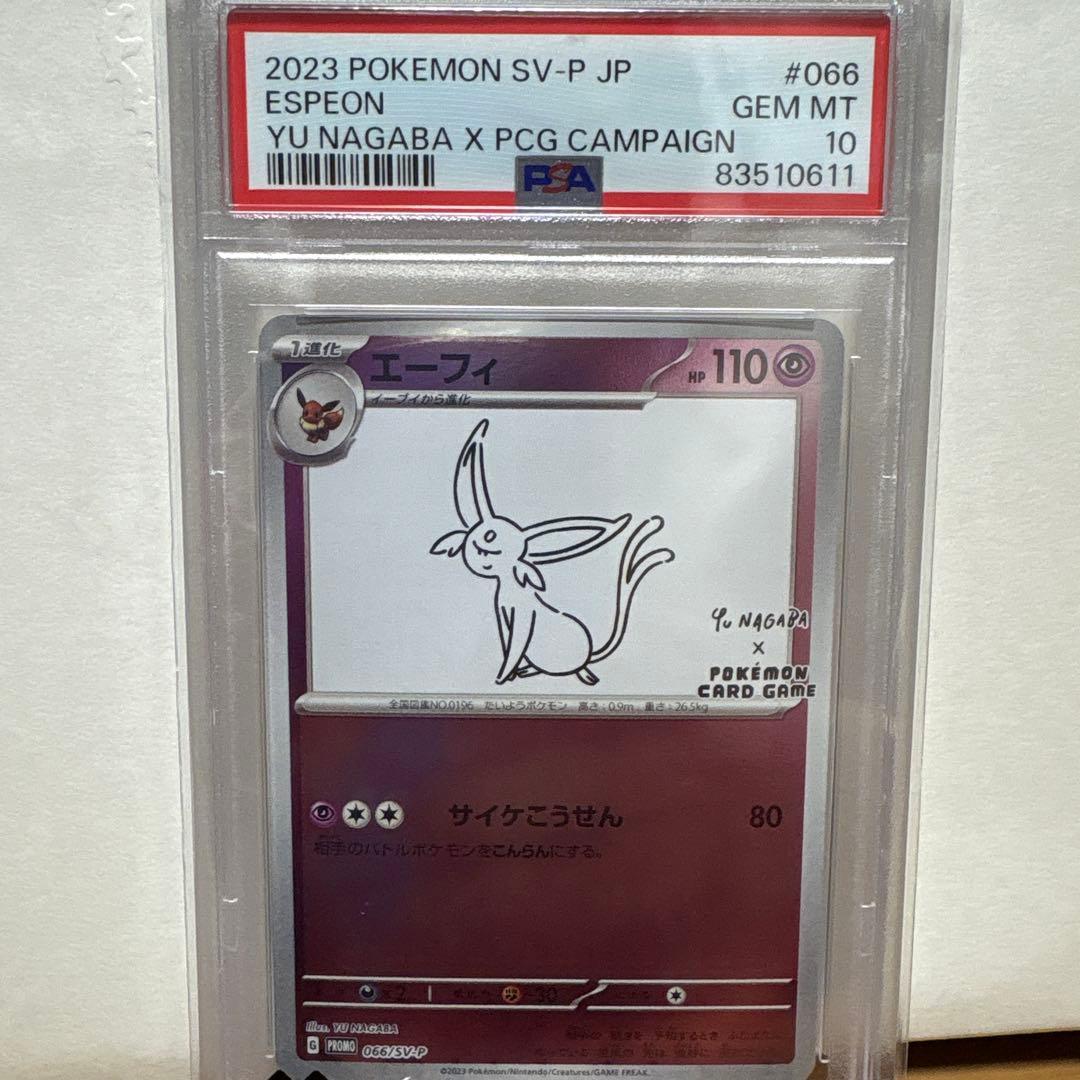 2023 POKEMON SV-P JP #066
ESPEON GEM MT
YU NAGABA X PCG CAMPAIGN 10
PSA 83510611
1進化 エーフィ HP 110
イーブイから進化
YU NAGABA
X
POKÉMON
CARD GAME
全国図鑑NO.0196 たいようポケモン 高さ:0.9m 重さ:26.5kg
サイケこうせん 80
相手のバトルポケモンをこんらんにする。
×2 -30
Illus. YU NAGABA
G PROMO 066/SV-P
©2023 Pokémon/Nintendo/Creatures/GAME FREAK.